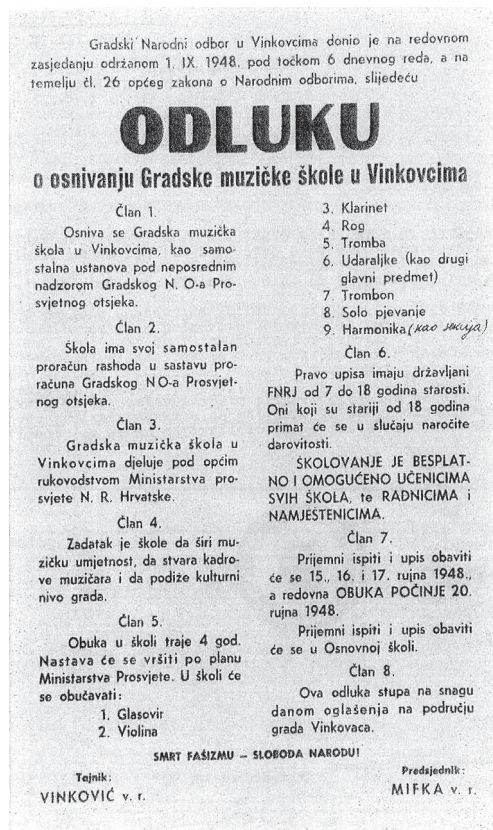 Gradski Narodni odbor u Vinkovcima donio je na redovnom
zasjedanju održanom 1. IX. 1948. pod točkom 6 dnevnog reda, a na
temelju čl. 26 općeg zakona o Narodnim odborima, slijedeću
ODLUKU
o osnivanju Gradske muzičke škole u Vinkovcima
Član 1.
Osniva se Gradska muzička
škola u Vinkovcima, kao samo-
stalna ustanova pod neposrednim
nadzorom Gradskog N. O-a Pro-
svjetnog otsjeka.
Član 2.
Škola ima svoj samostalan
proračun rashoda u sastavu pro-
računa Gradskog NO-a Prosvjet-
nog otsjeka.
Član 3.
Gradska muzička škola u
Vinkovcima djeluje pod općim
rukovodstvom Ministarstva pro-
svjete N. R. Hrvatske.
Član 4.
Zadatak je škole da širi mu-
zičku umjetnost, da stvara kadro-
ve muzičara i da podiže kulturni
nivo grada.
Član 5.
Obuka u školi traje 4 god.
Nastava će se vršiti po planu
Ministarstva Prosvjete. U školi će
se obučavati:
1. Glasovir
2. Violina
3. Klarinet
4. Rog
5. Tromba
6. Udaraljke (kao drugi
glavni predmet)
7. Trombon
8. Solo pjevanje
9. Harmonika (kao
Član 6.
Pravo upisa imaju državljani
FNRJ od 7 do 18 godina starosti.
Oni koji su stariji od 18 godina
primat će se u slučaju naročite
darovitosti.
ŠKOLOVANJE JE BESPLAT-
NO I OMOGUĆENO UČENICIMA
SVIH ŠKOLA, te RADNICIMA i
NAMJEŠTENICIMA.
Član 7.
Prijemni ispiti i upis obaviti
će se 15., 16. i 17. rujna 1948.,
a redovna OBUKA POČINJE 20.
rujna 1948.
Prijemni ispiti i upis obaviti
će se u Osnovnoj školi.
Član 8.
Ova odluka stupa na snagu
danom oglašenja na području
grada Vinkovaca.
SMRT FAŠIZMU – SLOBODA NARODU!
Tajnik:
VINKOVIĆ v. r.
Predsjednik:
MIFKA v. r.